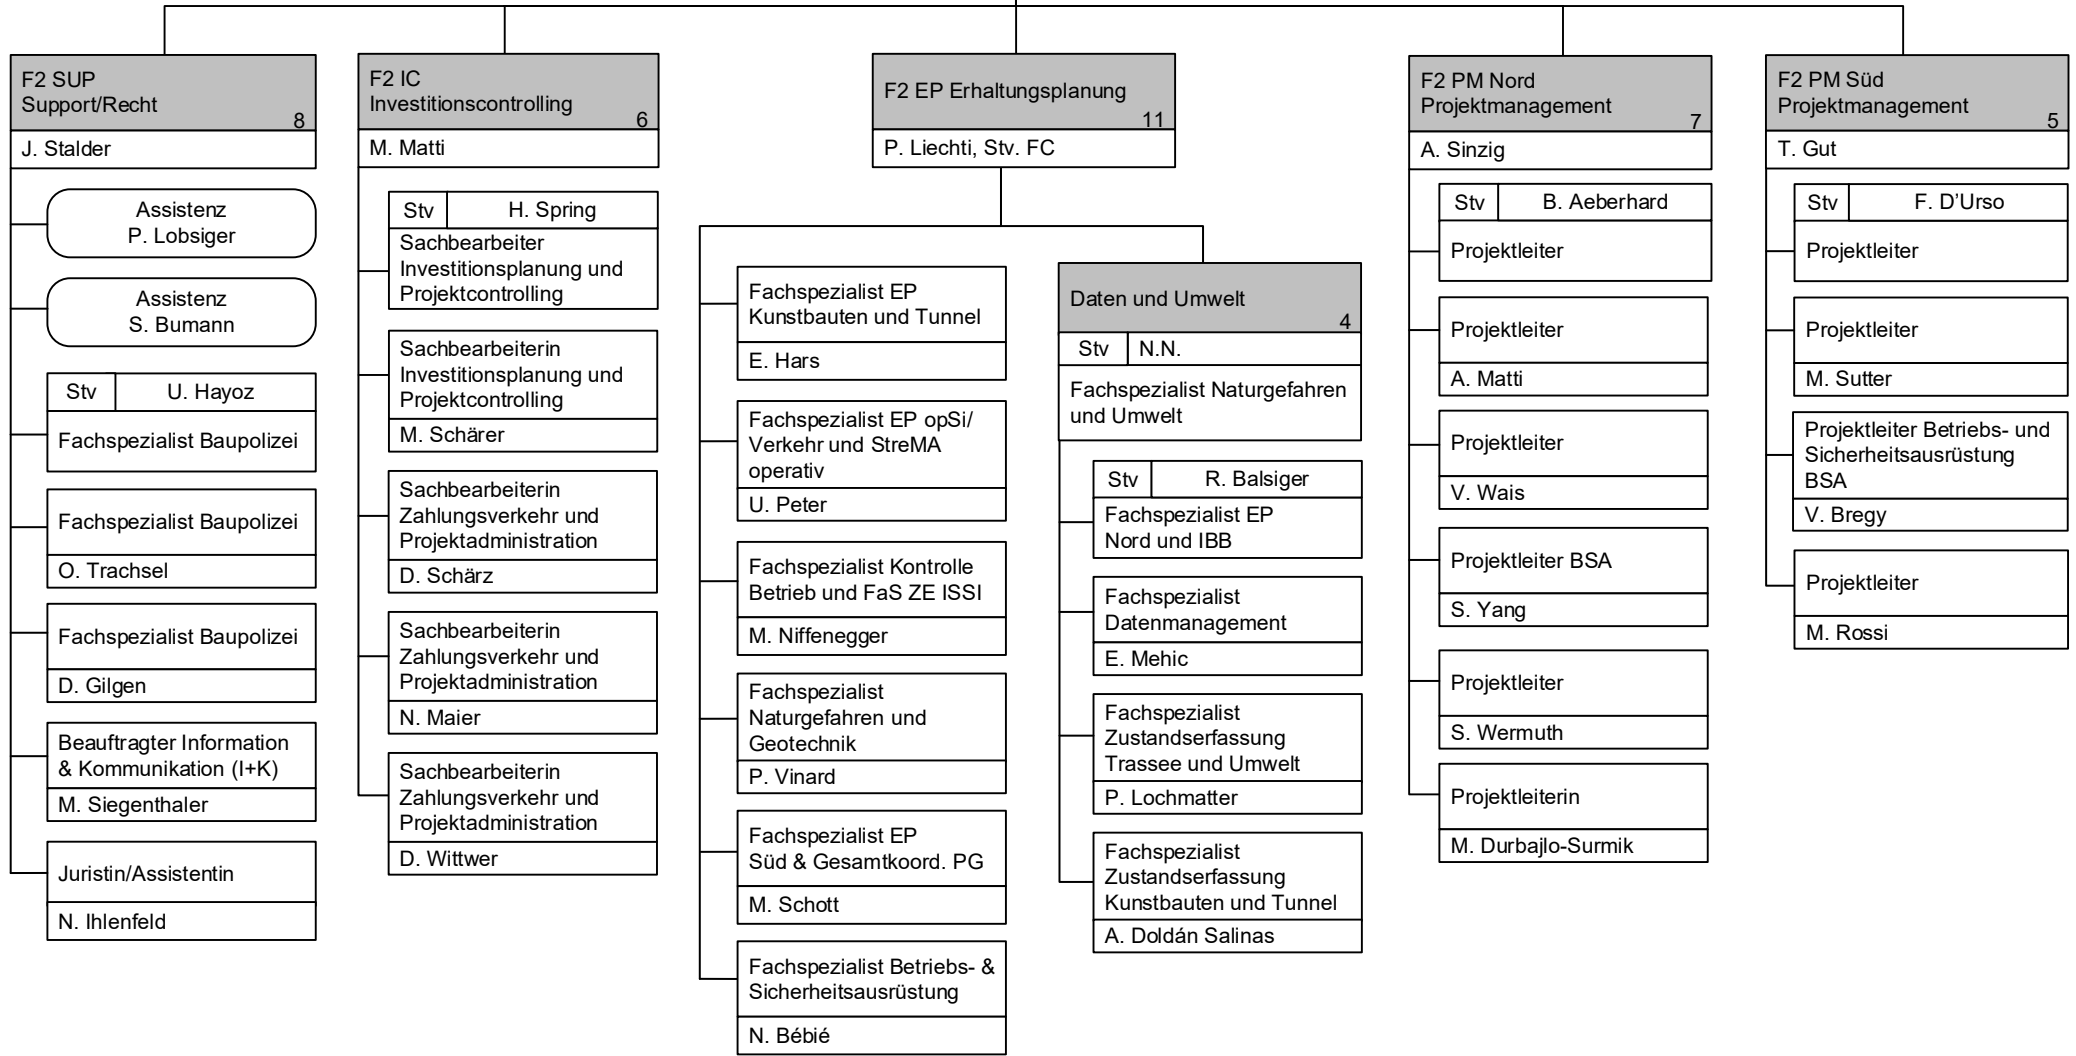 F2 SUP
Support/Recht
8
J. Stalder
Assistenz
P. Lobsiger
Assistenz
S. Bumann
Stv
U. Hayoz
Fachspezialist Baupolizei
Fachspezialist Baupolizei
O. Trachsel
Fachspezialist Baupolizei
D. Gilgen
Beauftragter Information
& Kommunikation (I+K)
M. Siegenthaler
Juristin/Assistentin
N. Ihlenfeld
F2 IC
Investitionscontrolling
6
M. Matti
Stv
H. Spring
Sachbearbeiter
Investitionsplanung und
Projektcontrolling
Sachbearbeiterin
Investitionsplanung und
Projektcontrolling
M. Schärer
Sachbearbeiterin
Zahlungsverkehr und
Projektadministration
D. Schärz
Sachbearbeiterin
Zahlungsverkehr und
Projektadministration
N. Maier
Sachbearbeiterin
Zahlungsverkehr und
Projektadministration
D. Wittwer
F2 EP Erhaltungsplanung
11
P. Liechti, Stv. FC
Fachspezialist EP
Kunstbauten und Tunnel
E. Hars
Fachspezialist EP opSi/
Verkehr und StreMA
operativ
U. Peter
Fachspezialist Kontrolle
Betrieb und FaS ZE ISSI
M. Niffenegger
Fachspezialist
Naturgefahren und
Geotechnik
P. Vinard
Fachspezialist EP
Süd & Gesamtkoord. PG
M. Schott
Fachspezialist Betriebs- &
Sicherheitsausrüstung
N. Bébié
Daten und Umwelt
4
Stv
N.N.
Fachspezialist Naturgefahren
und Umwelt
Stv
R. Balsiger
Fachspezialist EP
Nord und IBB
Fachspezialist
Datenmanagement
E. Mehic
Fachspezialist
Zustandserfassung
Trassee und Umwelt
P. Lochmatter
Fachspezialist
Zustandserfassung
Kunstbauten und Tunnel
A. Doldán Salinas
F2 PM Nord
Projektmanagement
7
A. Sinzig
Stv
B. Aeberhard
Projektleiter
Projektleiter
A. Matti
Projektleiter
V. Wais
Projektleiter BSA
S. Yang
Projektleiter
S. Wermuth
Projektleiterin
M. Durbajlo-Surmik
F2 PM Süd
Projektmanagement
5
T. Gut
Stv
F. D’Urso
Projektleiter
Projektleiter
M. Sutter
Projektleiter Betriebs- und
Sicherheitsausrüstung
BSA
V. Bregy
Projektleiter
M. Rossi